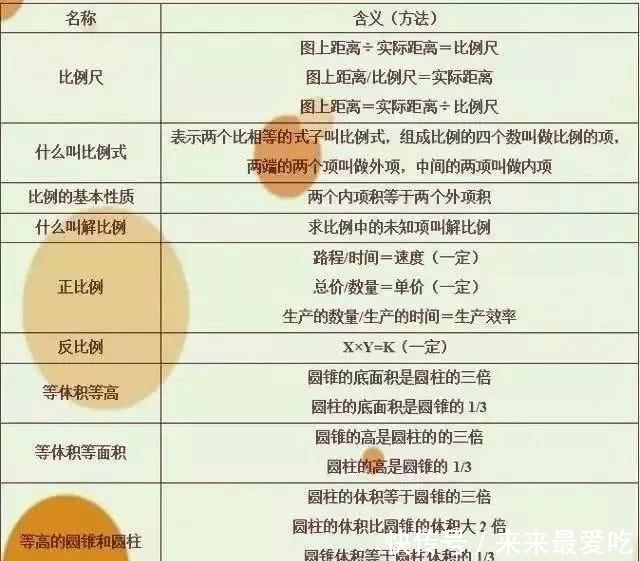 名称 含义（方法）
比例尺 图上距离÷实际距离＝比例尺
图上距离/比例尺＝实际距离
图上距离＝实际距离÷比例尺
什么叫比例式 表示两个比相等的式子叫比例式，组成比例的四个数叫做比例的项，
两端的两个项叫做外项，中间的两项叫做内项
比例的基本性质 两个内项积等于两个外项积
什么叫解比例 求比例中的未知项叫解比例
正比例 路程/时间＝速度（一定）
总价/数量＝单价（一定）
生产的数量/生产的时间＝生产效率
反比例 X×Y=K（一定）
等体积等高 圆锥的底面积是圆柱的三倍
圆柱的底面积是圆锥的 1/3
等体积等面积 圆锥的高是圆柱的的三倍
圆柱的高是圆锥的 1/3
等高的圆锥和圆柱 圆柱的体积等于圆锥的三倍
圆柱的体积比圆锥的体积大 2 倍
圆锥体积等于圆柱体积的 1/3
快传号 / 来来最爱吃